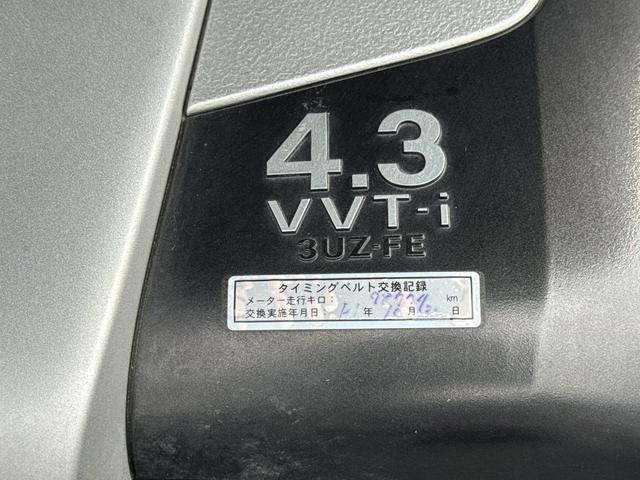 4.3
VVT-i
3UZ-FE
タイミングベルト交換記録
メーター走行キロ: km
交換実施年月日 年 月 日